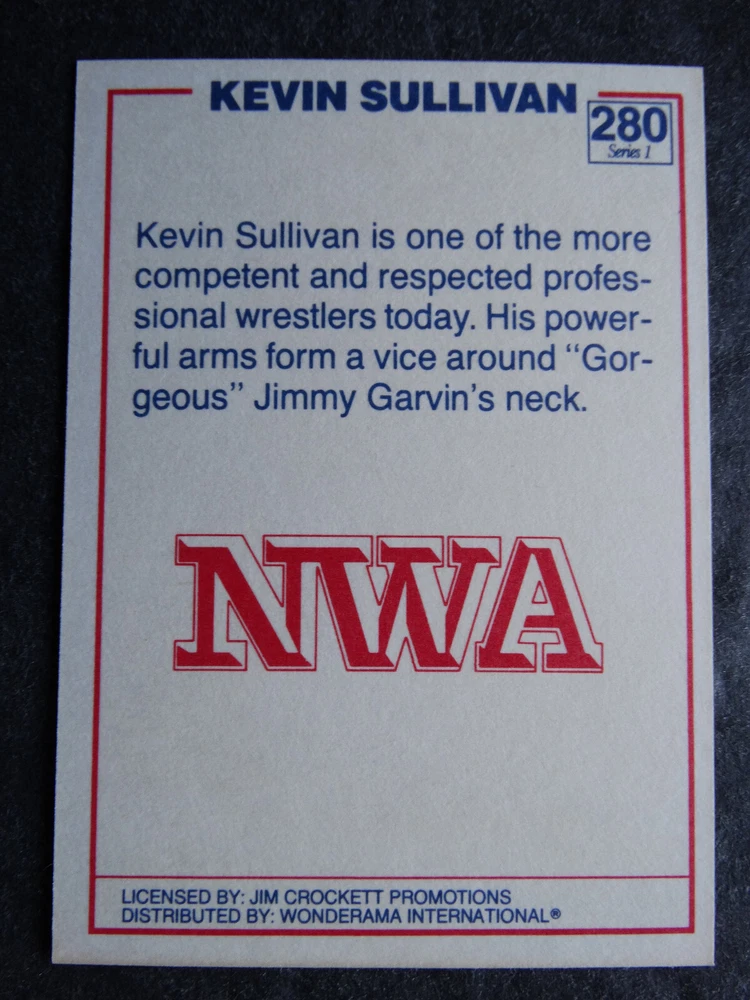 KEVIN SULLIVAN
280
Series 1
Kevin Sullivan is one of the more
competent and respected profes-
sional wrestlers today. His power-
ful arms form a vice around “Gor-
geous” Jimmy Garvin’s neck.
NWA
LICENSED BY: JIM CROCKETT PROMOTIONS
DISTRIBUTED BY: WONDERAMA INTERNATIONAL®